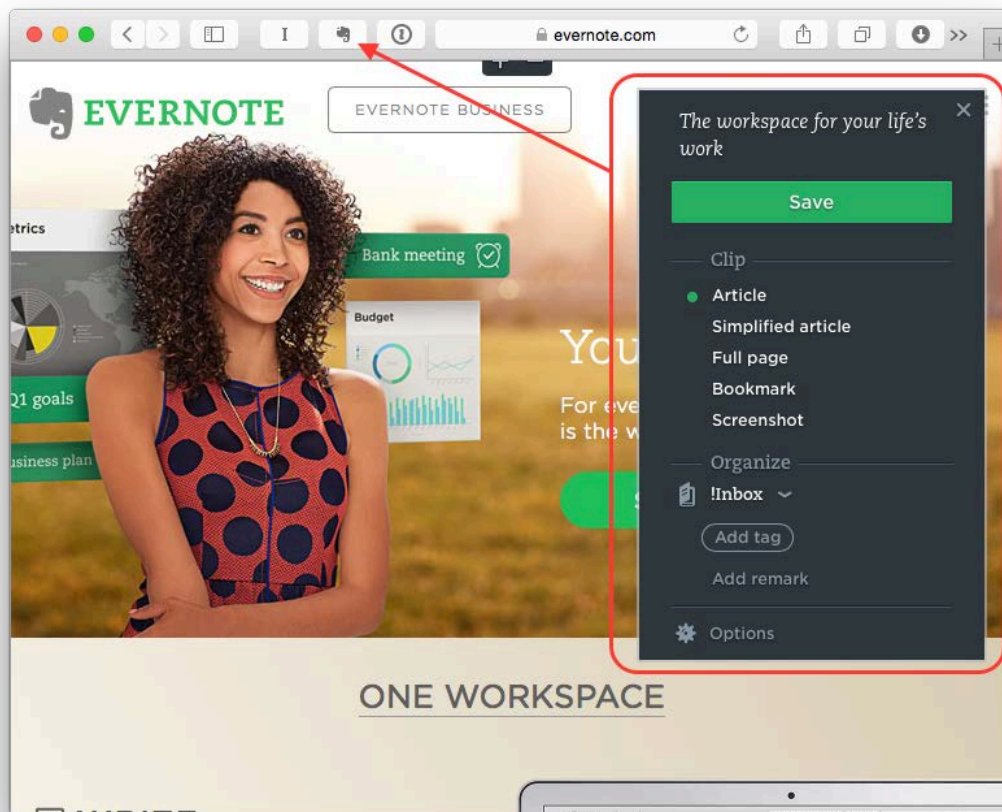 I
evernote.com
>>
EVERNOTE
EVERNOTE BUSINESS
The workspace for your life's
work
Save
Clip
Article
Simplified article
Full page
Bookmark
Screenshot
Organize
!Inbox
Add tag
Add remark
Options
etrics
Bank meeting
Budget
Q1 goals
usiness plan
You
For eve
is the w
S
ONE WORKSPACE
WRITE